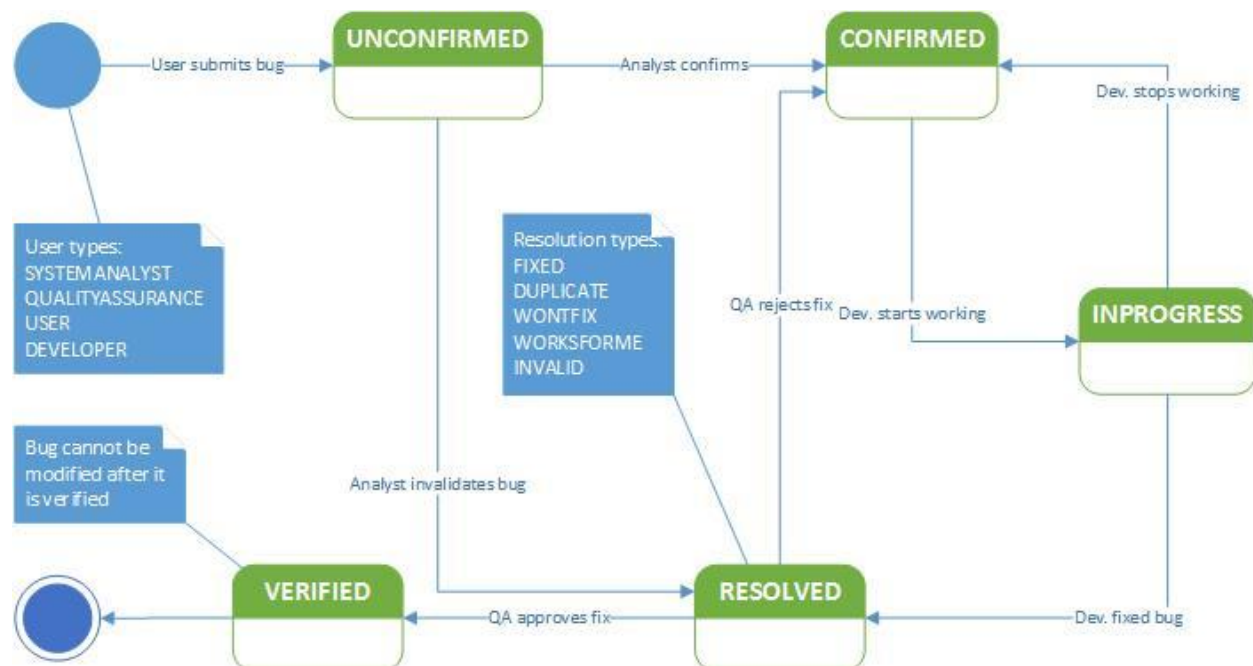 UNCONFIRMED
CONFIRMED
User submits bug
Analyst confirms
Dev. stops working
User types:
SYSTEMANALYST
QUALITYASSURANCE
USER
DEVELOPER
Resolution types:
FIXED
DUPLICATE
WONTFIX
WORKSFORME
INVALID
QA rejects fix
Dev. starts working
INPROGRESS
Bug cannot be
modified after it
is verified
Analyst invalidates bug
VERIFIED
RESOLVED
QA approves fix
Dev. fixed bug